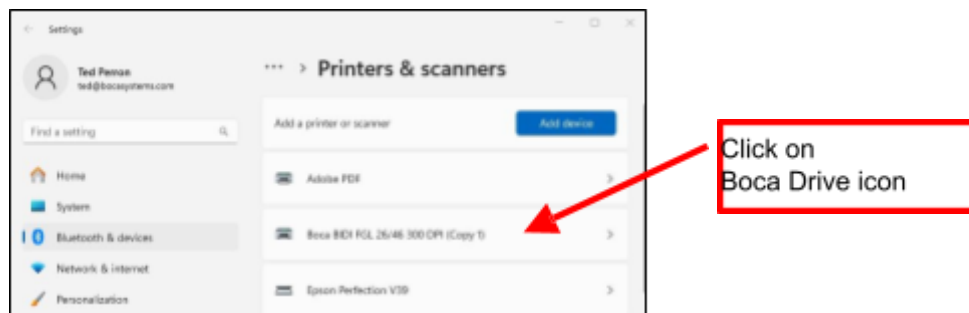 Settings
Ted Perron
ted@bocasystems.com
Find a setting
Home
System
Bluetooth & devices
Network & internet
Personalization
... > Printers & scanners
Add a printer or scanner
Add device
Adobe PDF
Boca BIDI FGL 26/46 300 DPI (Copy 1)
Epson Perfection V39
Click on
Boca Drive icon